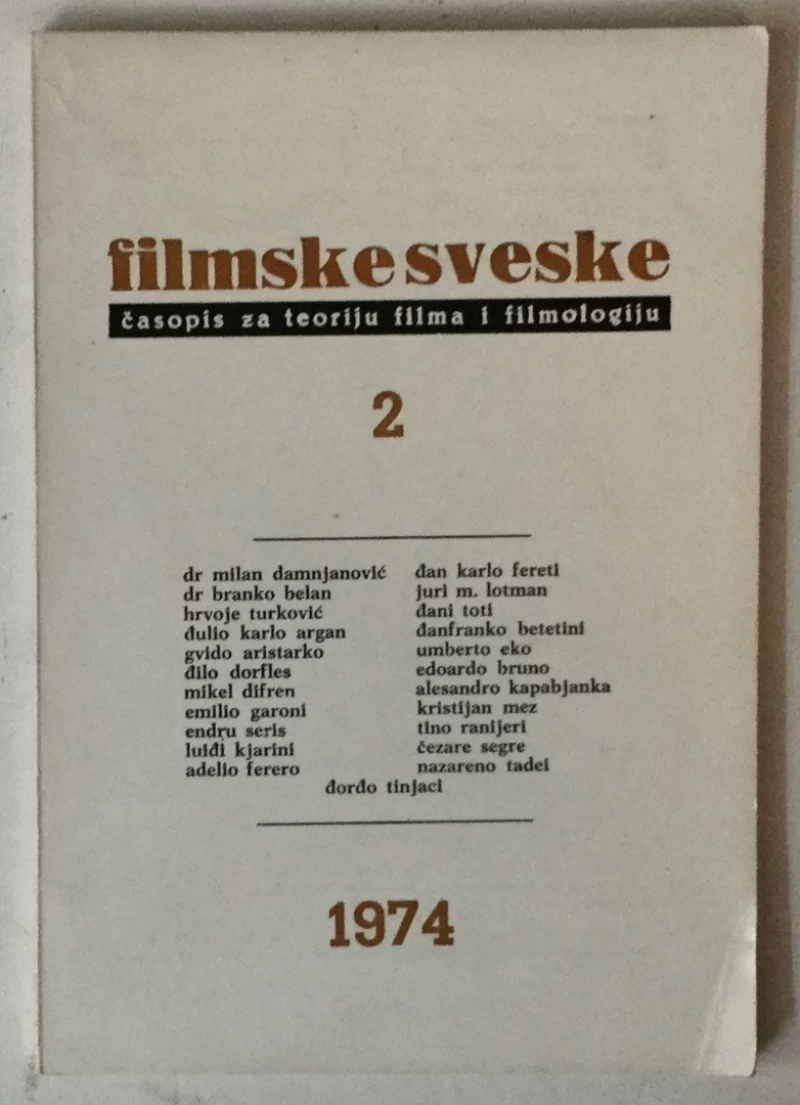 filmske sveske
časopis za teoriju filma i filmologiju
2
dr milan damnjanović
dr branko belan
hrvoje turković
đulio karlo argan
gvido aristarko
đilo dorfles
mikel difren
emilio garoni
endru seris
luiđi kjarini
adelio ferero
đan karlo fereti
juri m. lotman
đani toti
đanfranko betetini
umberto eko
edoardo bruno
alesandro kapabjanka
kristijan mez
tino ranijeri
čezare segre
nazareno tadei
đorđo tinjaci
1974